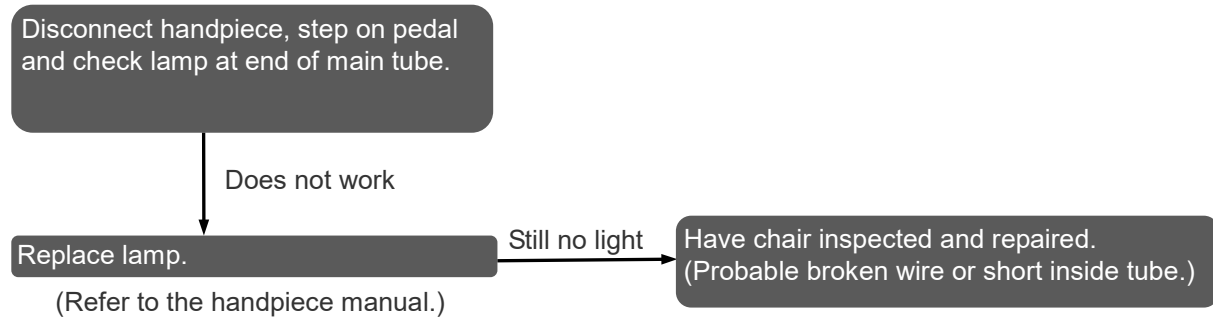 Disconnect handpiece, step on pedal
and check lamp at end of main tube.
Does not work
Replace lamp.
(Refer to the handpiece manual.)
Still no light
Have chair inspected and repaired.
(Probable broken wire or short inside tube.)